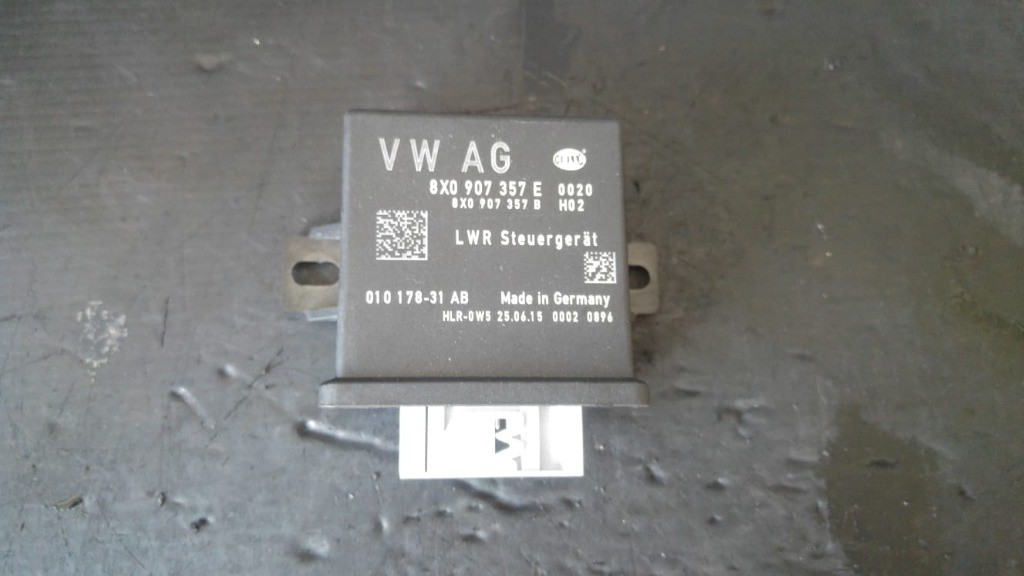 VW AG HELLA
8X0 907 357 E 0020
8X0 907 357 B H02
LWR Steuergerät
010 178-31 AB Made in Germany
HLR-0W5 25.06.15 0002 0896